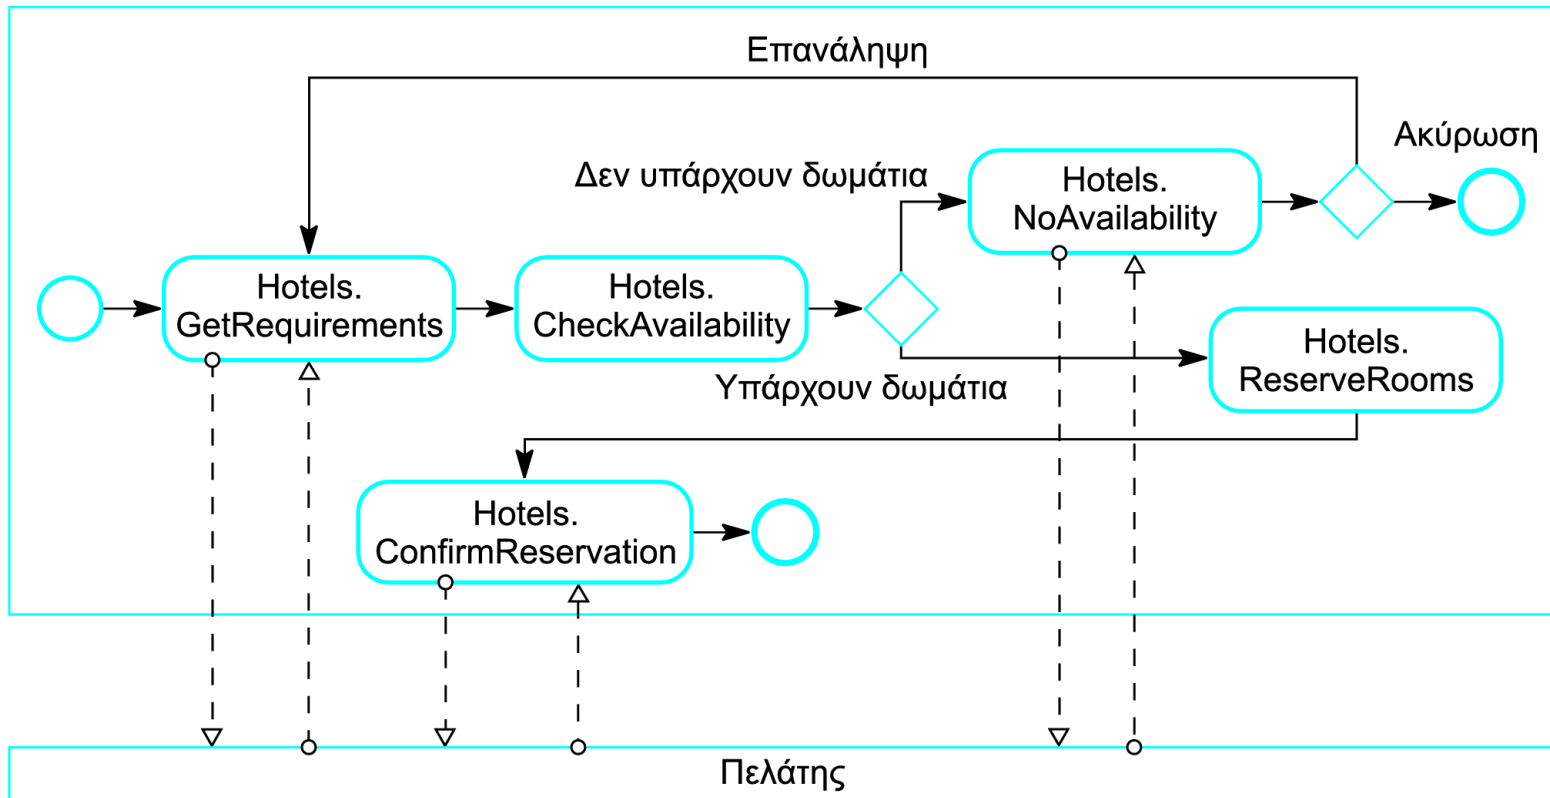 Επανάληψη
Ακύρωση
Δεν υπάρχουν δωμάτια
Hotels.
NoAvailability
Hotels.
GetRequirements
Hotels.
CheckAvailability
Hotels.
ReserveRooms
Υπάρχουν δωμάτια
Hotels.
ConfirmReservation
Πελάτης